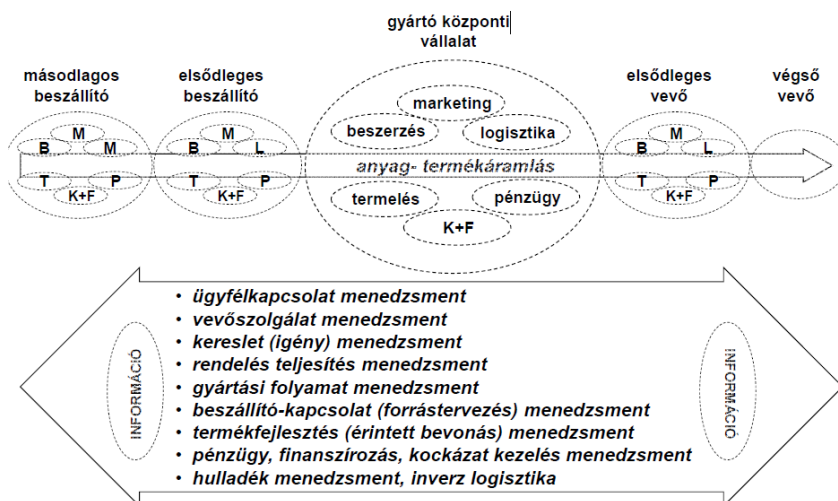 gyártó központi
vállalat
másodlagos
beszállító
elsődleges
beszállító
elsődleges
vevő
végső
vevő
marketing
beszerzés
logisztika
M
B
M
M
B
L
M
B
L
anyag- termékáramlás
T
P
K+F
T
P
K+F
termelés
pénzügy
K+F
T
P
K+F
• ügyfélkapcsolat menedzsment
• vevőszolgálat menedzsment
• kereslet (igény) menedzsment
• rendelés teljesítés menedzsment
• gyártási folyamat menedzsment
• beszállító-kapcsolat (forrástervezés) menedzsment
• termékfejlesztés (érintett bevonás) menedzsment
• pénzügy, finanszírozás, kockázat kezelés menedzsment
• hulladék menedzsment, inverz logisztika
INFORMÁCIÓ
INFORMÁCIÓ